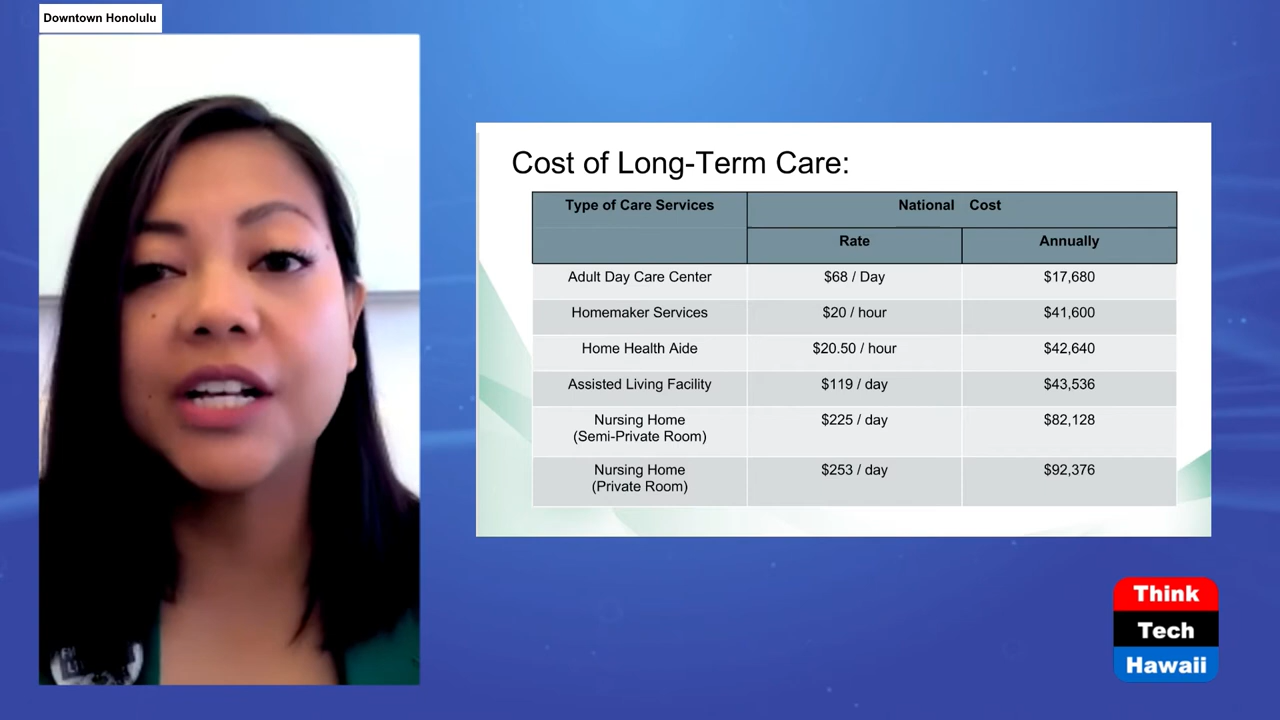 Downtown Honolulu
Cost of Long-Term Care:
Type of Care Services
National Cost
Rate
Annually
Adult Day Care Center
$68 / Day
$17,680
Homemaker Services
$20 / hour
$41,600
Home Health Aide
$20.50 / hour
$42,640
Assisted Living Facility
$119 / day
$43,536
Nursing Home
(Semi-Private Room)
$225 / day
$82,128
Nursing Home
(Private Room)
$253 / day
$92,376
Think
Tech
Hawaii